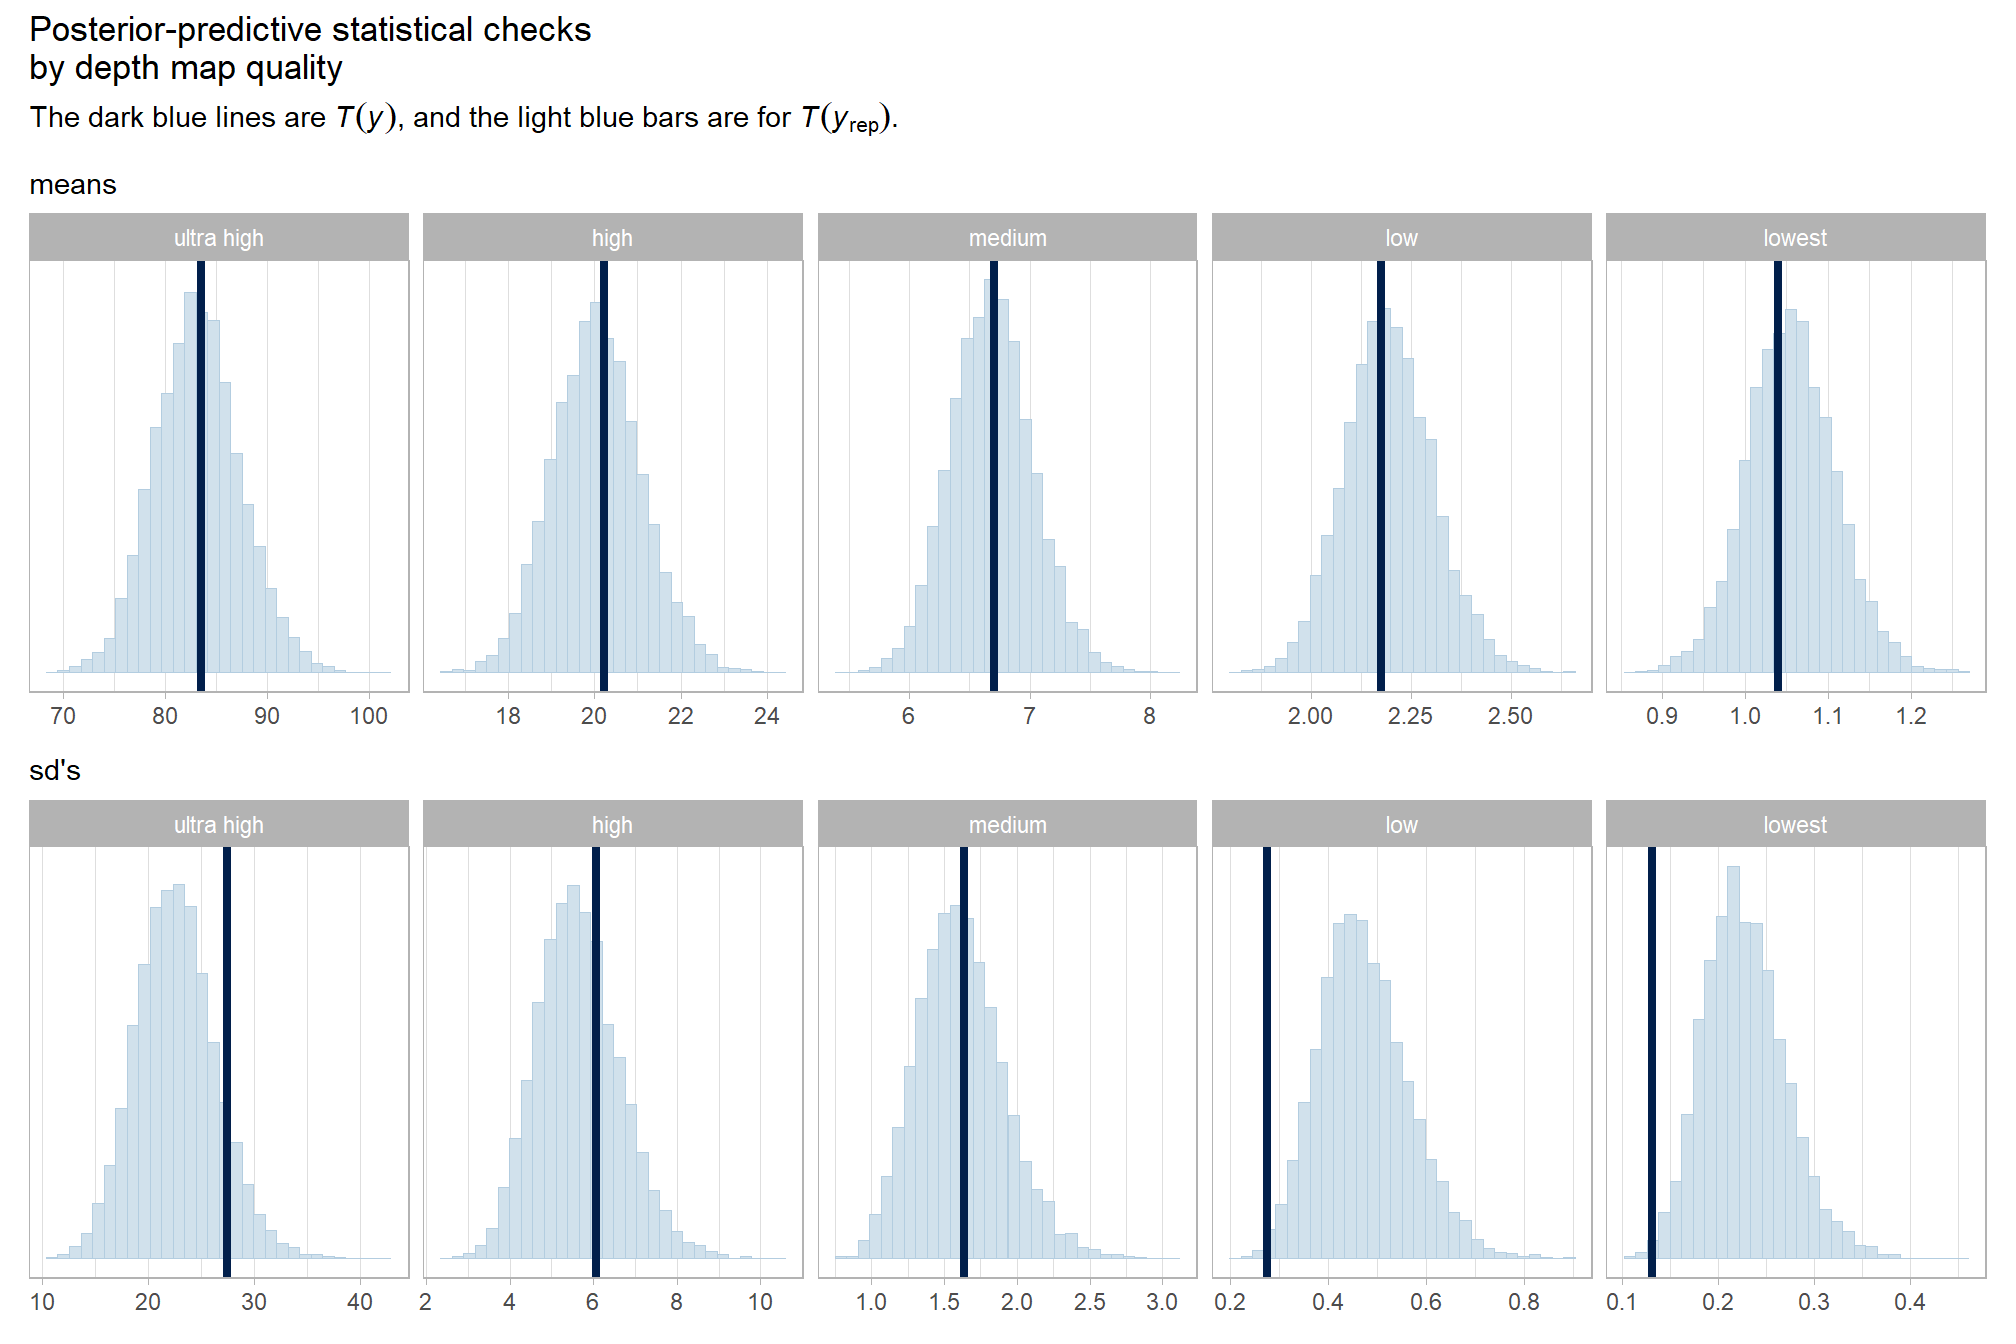 Posterior-predictive statistical checks
by depth map quality
The dark blue lines are T(y), and the light blue bars are for T(y_rep).
means
ultra high high medium low lowest
70 80 90 100 18 20 22 24 6 7 8 2.00 2.25 2.50 0.9 1.0 1.1 1.2
sd's
ultra high high medium low lowest
10 20 30 40 2 4 6 8 10 1.0 1.5 2.0 2.5 3.0 0.2 0.4 0.6 0.8 0.1 0.2 0.3 0.4